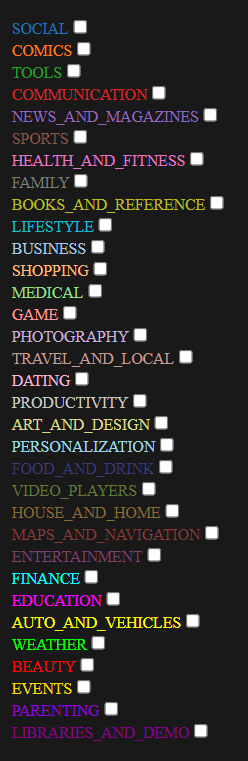 SOCIAL
COMICS
TOOLS
COMMUNICATION
NEWS_AND_MAGAZINES
SPORTS
HEALTH_AND_FITNESS
FAMILY
BOOKS_AND_REFERENCE
LIFESTYLE
BUSINESS
SHOPPING
MEDICAL
GAME
PHOTOGRAPHY
TRAVEL_AND_LOCAL
DATING
PRODUCTIVITY
ART_AND_DESIGN
PERSONALIZATION
FOOD_AND_DRINK
VIDEO_PLAYERS
HOUSE_AND_HOME
MAPS_AND_NAVIGATION
ENTERTAINMENT
FINANCE
EDUCATION
AUTO_AND_VEHICLES
WEATHER
BEAUTY
EVENTS
PARENTING
LIBRARIES_AND_DEMO